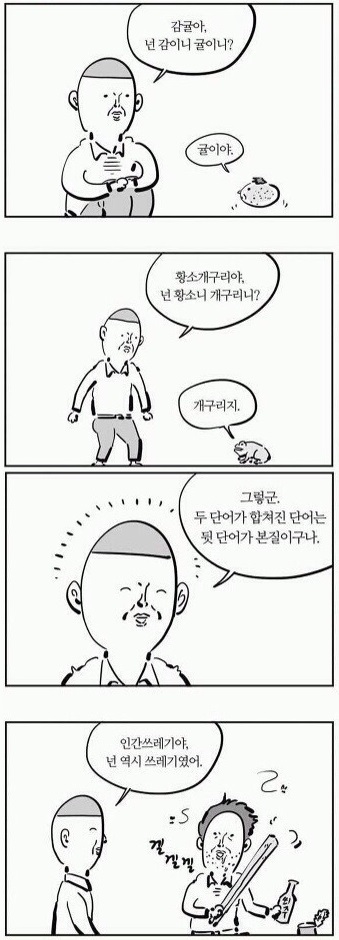 감귤아,
넌 감이니 귤이니?
귤이야.
황소개구리야,
넌 황소니 개구리니?
개구리지.
그렇군.
두 단어가 합쳐진 단어는
뒷 단어가 본질이구나.
인간쓰레기야,
넌 역시 쓰레기였어.
겔
겔겔